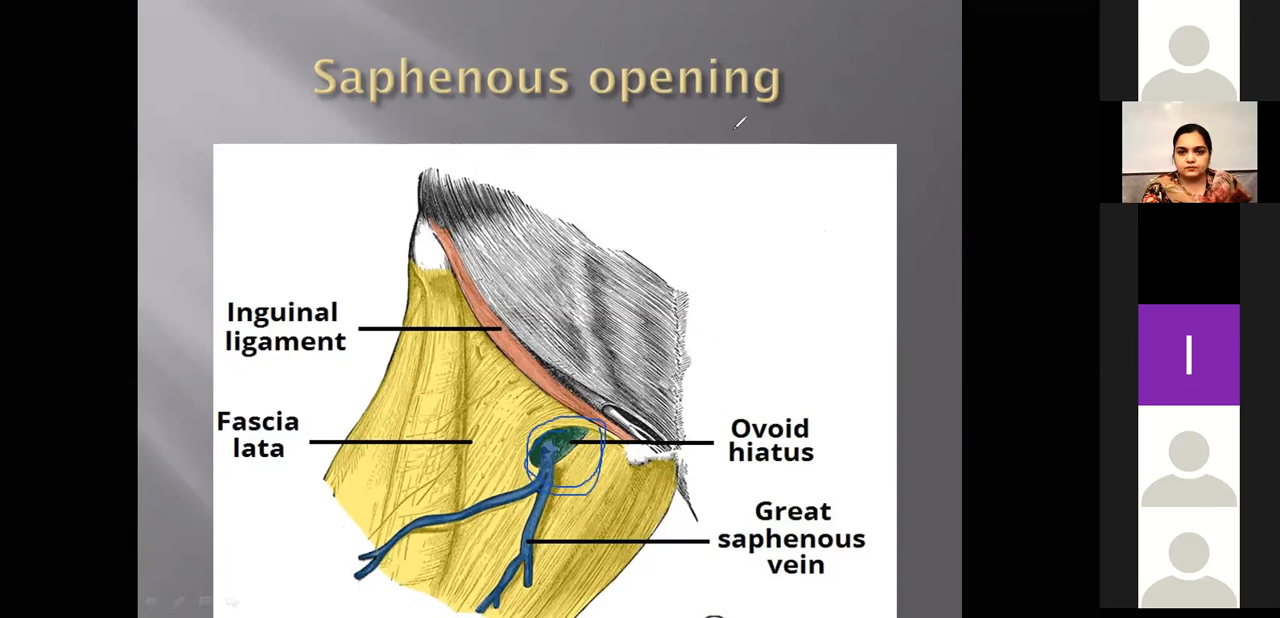 Saphenous opening
Inguinal
ligament
Fascia
lata
Ovoid
hiatus
Great
saphenous
vein
I